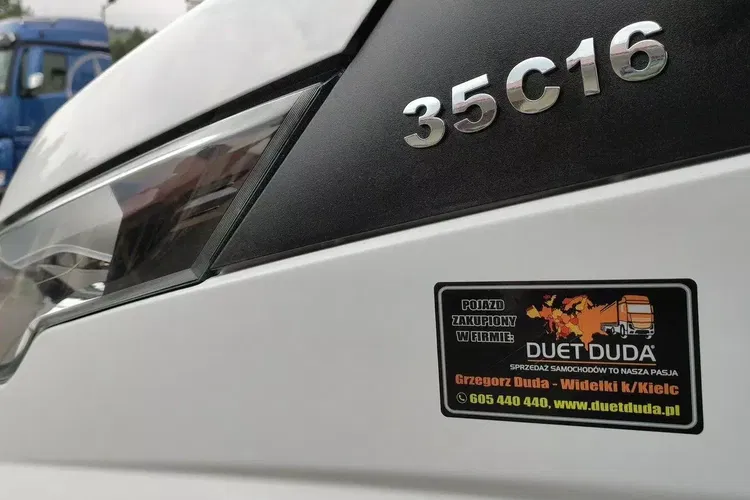 35C16
POJAZD
ZAKUPIONY
W FIRMIE:
DUET DUDA®
SPRZEDAŻ SAMOCHODÓW TO NASZA PASJA
Grzegorz Duda - Widełki k/Kielc
605 440 440, www.duetduda.pl